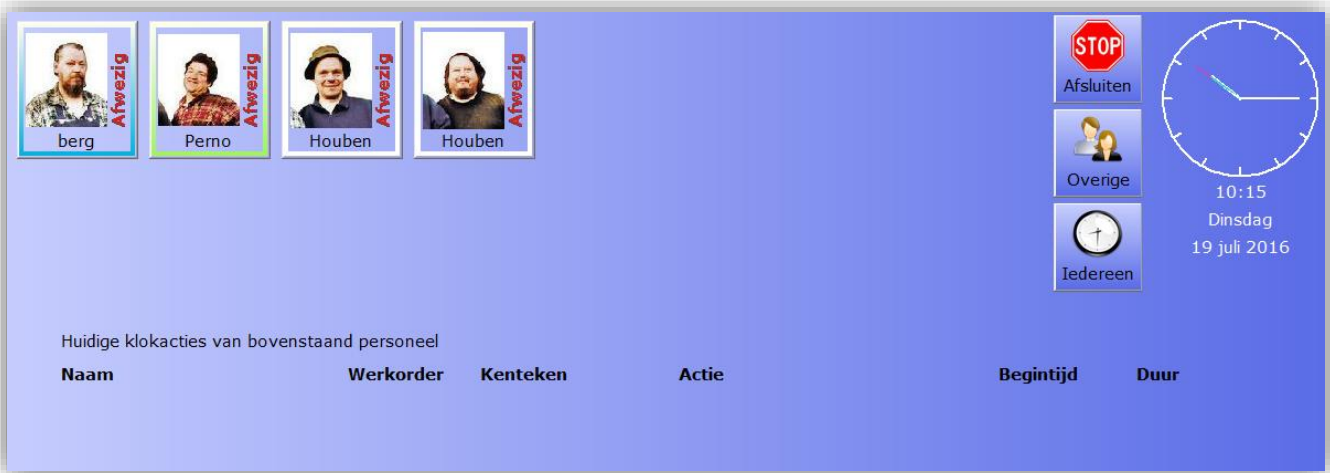 Afwezig
berg
Afwezig
Perno
Afwezig
Houben
Afwezig
Houben
STOP
Afsluiten
Overige
Iedereen
10:15
Dinsdag
19 juli 2016
Huidige klokacties van bovenstaand personeel
Naam Werkorder Kenteken Actie Begintijd Duur